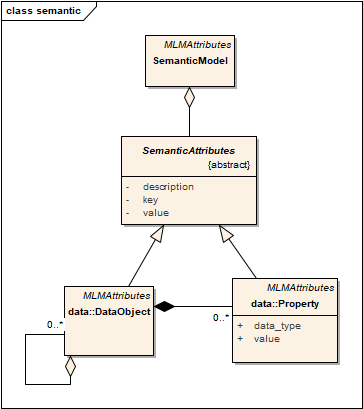 class semantic
MLMAttributes
SemanticModel
SemanticAttributes
{abstract}
- description
- key
- value
MLMAttributes
data::DataObject
0..*
0..*
MLMAttributes
data::Property
+ data_type
+ value